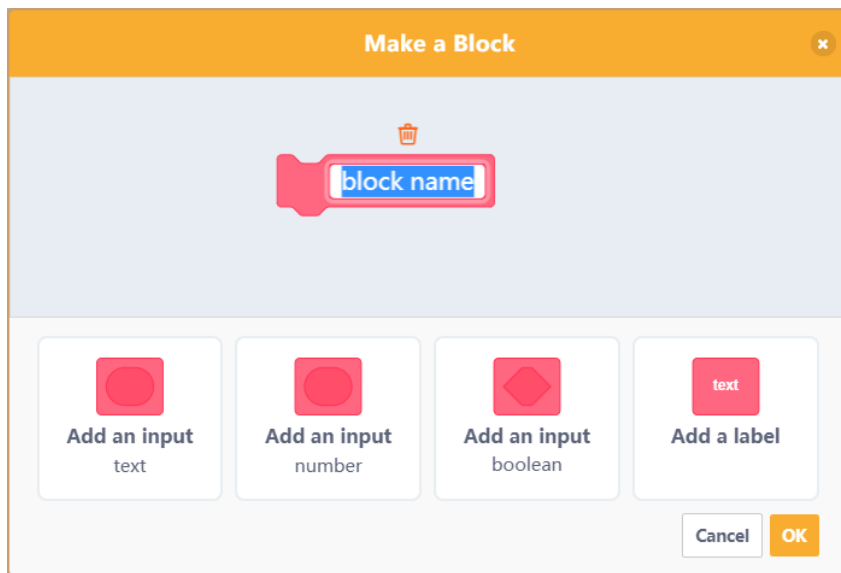 Make a Block
block name
Add an input
text
Add an input
number
Add an input
boolean
text
Add a label
Cancel
OK